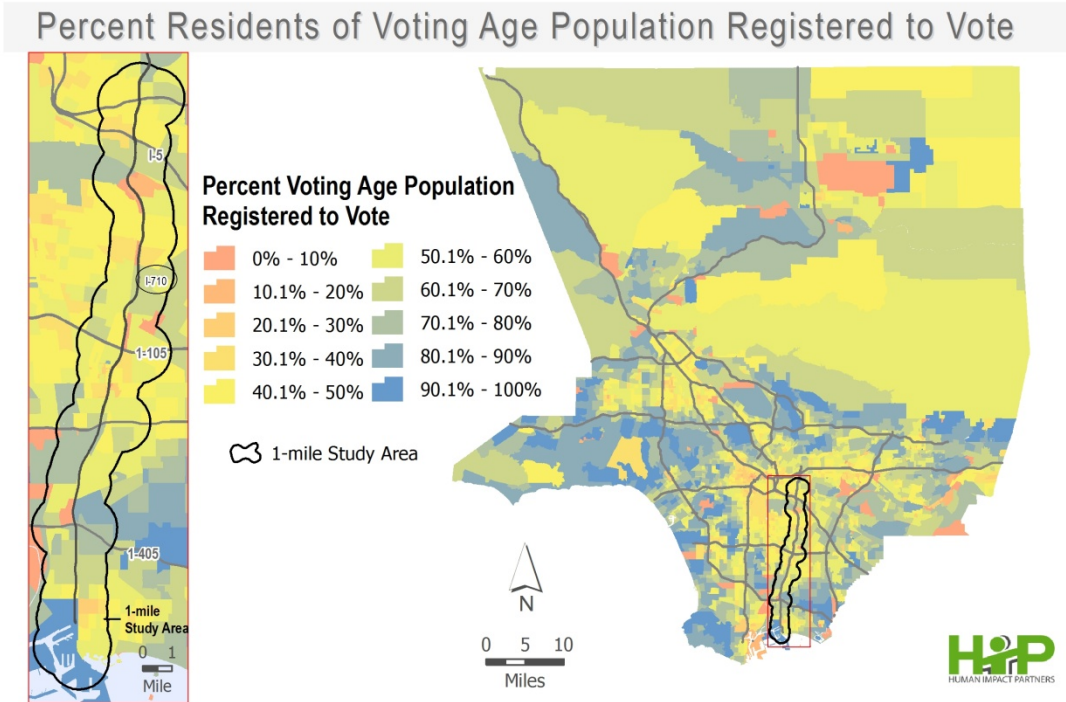 Percent Residents of Voting Age Population Registered to Vote
I-5
I-710
1-105
1-405
1-mile
Study Area
0 1
Mile
Percent Voting Age Population
Registered to Vote
0% - 10%
10.1% - 20%
20.1% - 30%
30.1% - 40%
40.1% - 50%
50.1% - 60%
60.1% - 70%
70.1% - 80%
80.1% - 90%
90.1% - 100%
1-mile Study Area
N
0 5 10
Miles
HIP
HUMAN IMPACT PARTNERS